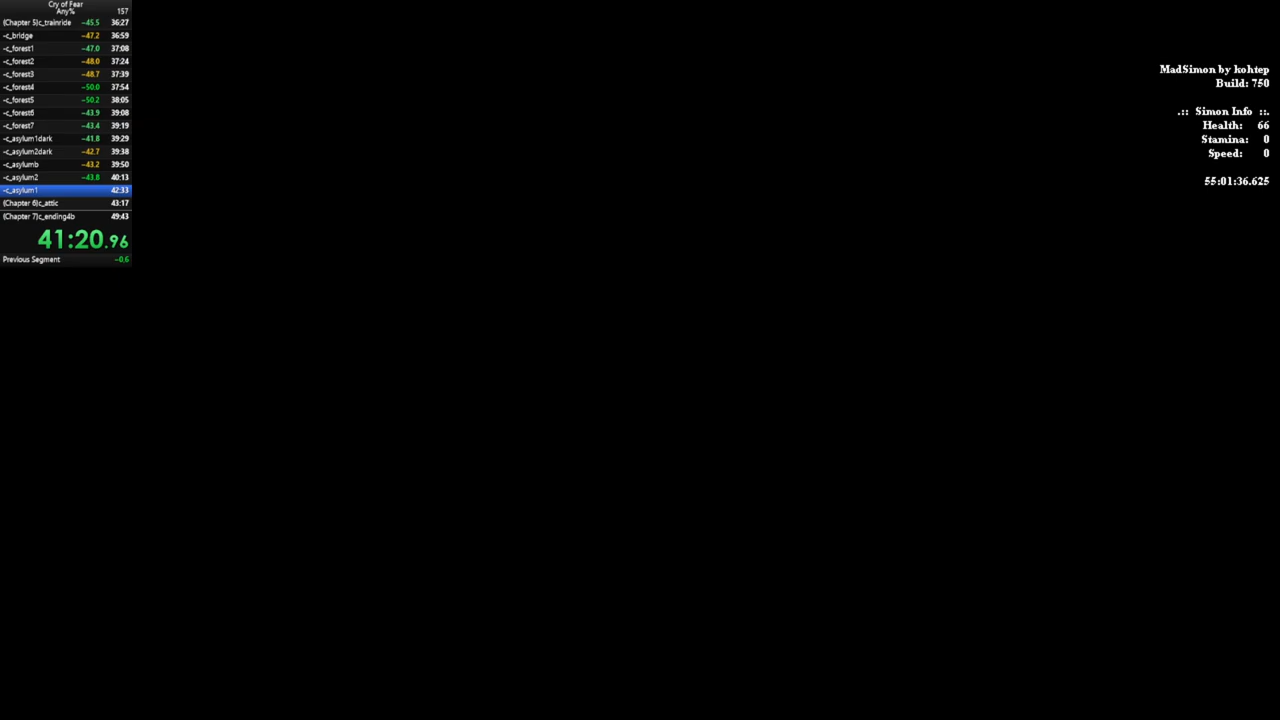 Cry of Fear
Any% 157
(Chapter 5)c_trainride −45.5 36:27
-c_bridge −47.2 36:59
-c_forest1 −47.0 37:08
-c_forest2 −48.0 37:24
-c_forest3 −48.7 37:39
-c_forest4 −50.0 37:54
-c_forest5 −50.2 38:05
-c_forest6 −43.9 39:08
-c_forest7 −43.4 39:19
-c_asylum1dark −41.8 39:29
-c_asylum2dark −42.7 39:38
-c_asylumb −43.2 39:50
-c_asylum2 −43.8 40:13
-c_asylum1 42:33
(Chapter 6)c_attic 43:17
(Chapter 7)c_ending4b 49:43
41:20.96
Previous Segment −0.6
MadSimon by kohtep
Build: 750
.:: Simon Info ::.
Health: 66
Stamina: 0
Speed: 0
55:01:36.625